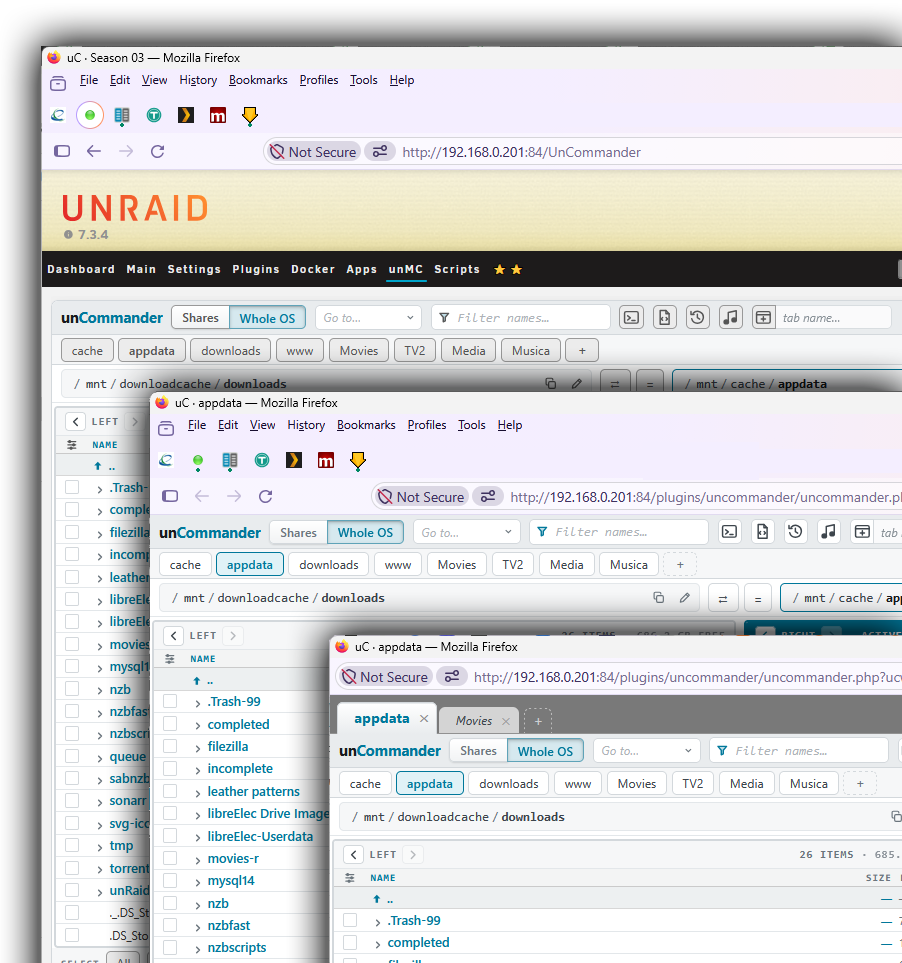 uC · Season 03 — Mozilla Firefox
File Edit View History Bookmarks Profiles Tools Help
Not Secure http://192.168.0.201:84/UnCommander
UNRAID
7.3.4
Dashboard Main Settings Plugins Docker Apps unMC Scripts
unCommander Shares Whole OS Go to... Filter names... tab name...
cache appdata downloads www Movies TV2 Media Musica +
/ mnt / downloadcache / downloads ⇄ = / mnt / cache / appdata
LEFT
NAME
..
.Trash-
comple
filezilla
incomp
leather
libreEle
libreEle
movies
mysql1
nzb
nzbfas
nzbscri
queue
sabnzb
sonarr
svg-ico
tmp
torrent
unRaid
._.DS_Sto
.DS_Sto
SELECT All
uC · appdata — Mozilla Firefox
File Edit View History Bookmarks Profiles Tools Help
Not Secure http://192.168.0.201:84/plugins/uncommander/uncommander.p
unCommander Shares Whole OS Go to... Filter names... tab
cache appdata downloads www Movies TV2 Media Musica +
/ mnt / downloadcache / downloads ⇄ = / mnt / cache / app
LEFT 26 ITEMS RIGHT ACTIVE
NAME
..
.Trash-99
completed
filezilla
incomplete
leather patterns
libreElec Drive Image
libreElec-Userdata
movies-r
mysql14
nzb
nzbfast
nzbscripts
uC · appdata — Mozilla Firefox
Not Secure http://192.168.0.201:84/plugins/uncommander/uncommander.php?ucw
appdata × Movies × +
unCommander Shares Whole OS Go to... Filter names...
cache appdata downloads www Movies TV2 Media Musica +
/ mnt / downloadcache / downloads
LEFT 26 ITEMS · 685.
NAME SIZE
.. —
.Trash-99 —
completed —